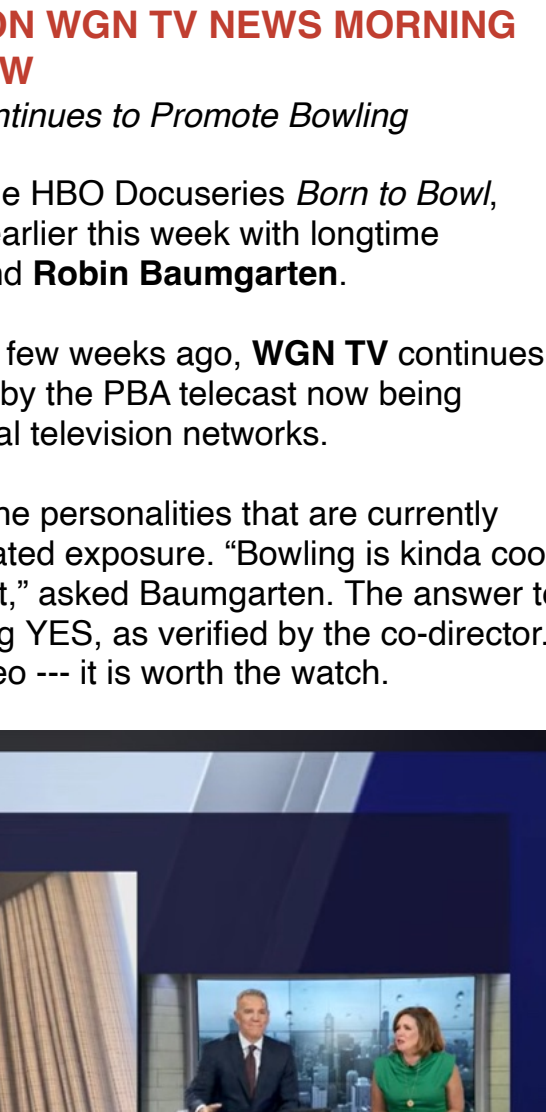 ON WGN TV NEWS MORNING
W
ntinues to Promote Bowling
e HBO Docuseries Born to Bowl,
arlier this week with longtime
nd Robin Baumgarten.
few weeks ago, WGN TV continues
by the PBA telecast now being
al television networks.
ne personalities that are currently
ated exposure. “Bowling is kinda coo
t,” asked Baumgarten. The answer to
g YES, as verified by the co-director.
eo --- it is worth the watch.